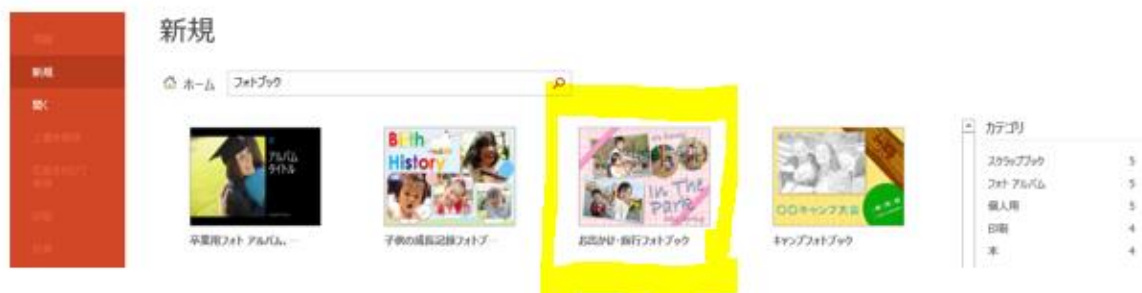 新規
新規
ホーム
フォトブック
開く
アルバム
タイトル
Birth
History
In The
Park
〇〇キャンプ大会
卒業用フォト アルバム、…
子供の成長記録フォトブ…
お出かけ・旅行フォトブック
キャンプフォトブック
カテゴリ
スクラップブック 5
フォト アルバム 5
個人用 5
印刷 4
本 4